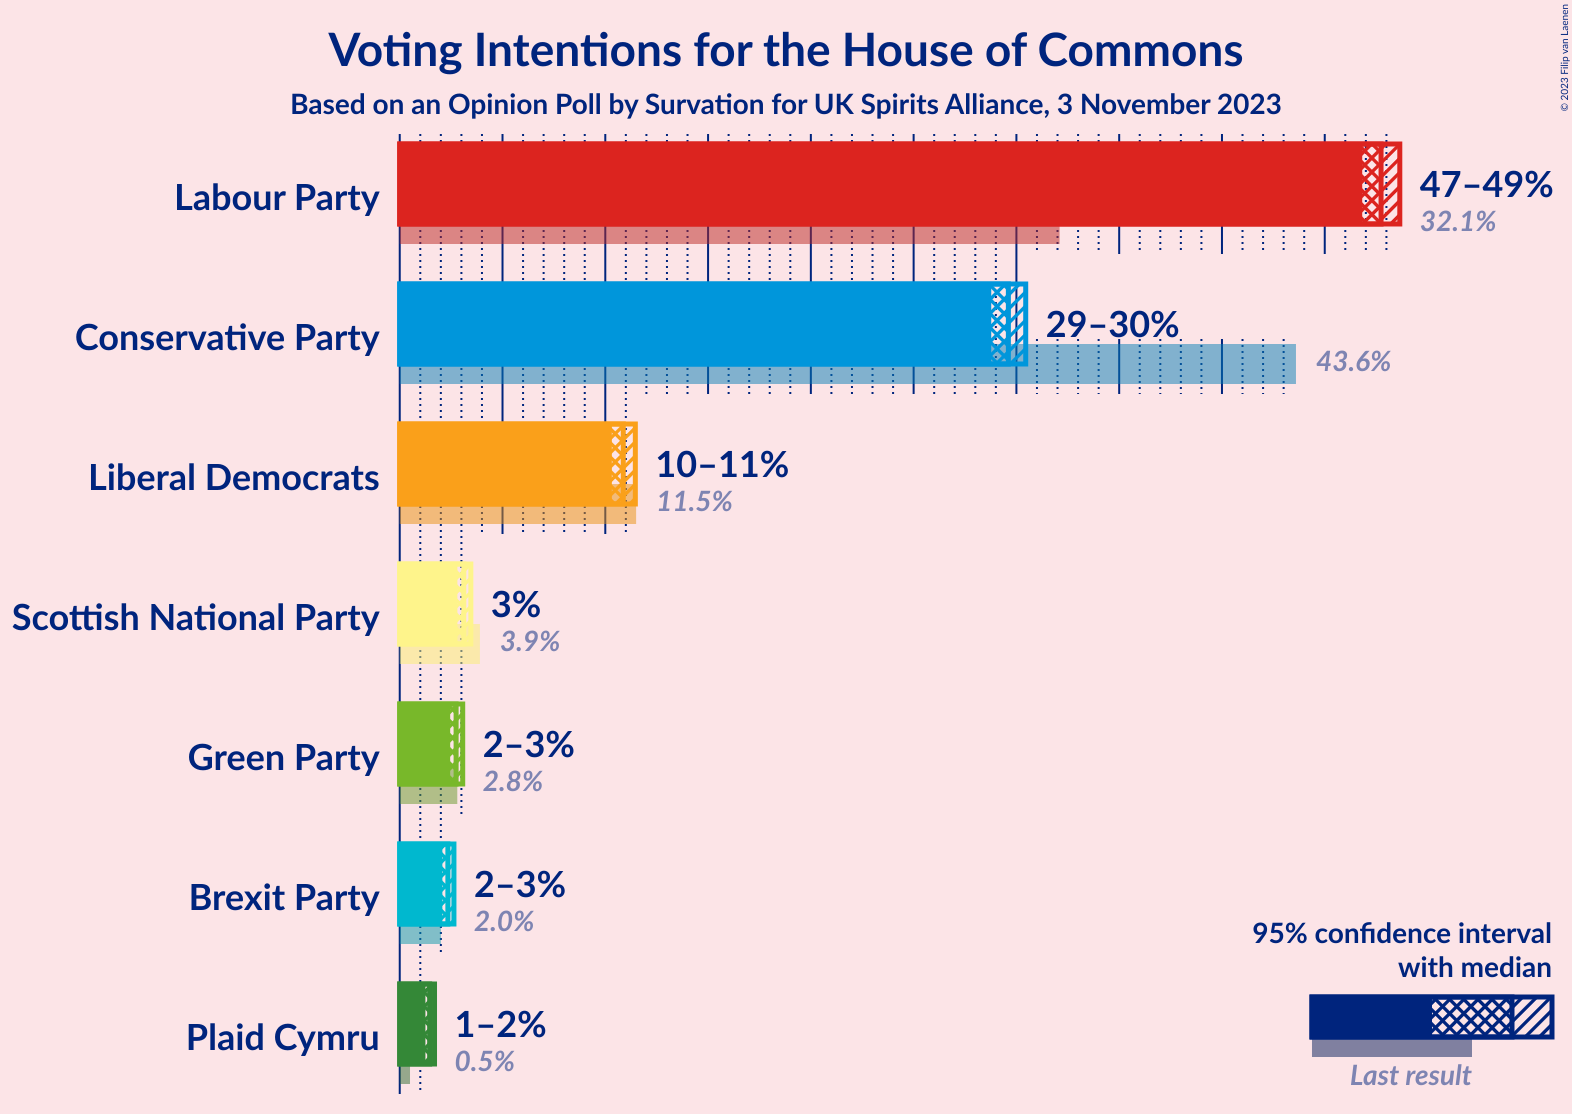 Voting Intentions for the House of Commons
Based on an Opinion Poll by Survation for UK Spirits Alliance, 3 November 2023
© 2023 Filip van Laenen
Labour Party
47–49%
32.1%
Conservative Party
29–30%
43.6%
Liberal Democrats
10–11%
11.5%
Scottish National Party
3%
3.9%
Green Party
2–3%
2.8%
Brexit Party
2–3%
2.0%
Plaid Cymru
1–2%
0.5%
95% confidence interval
with median
Last result